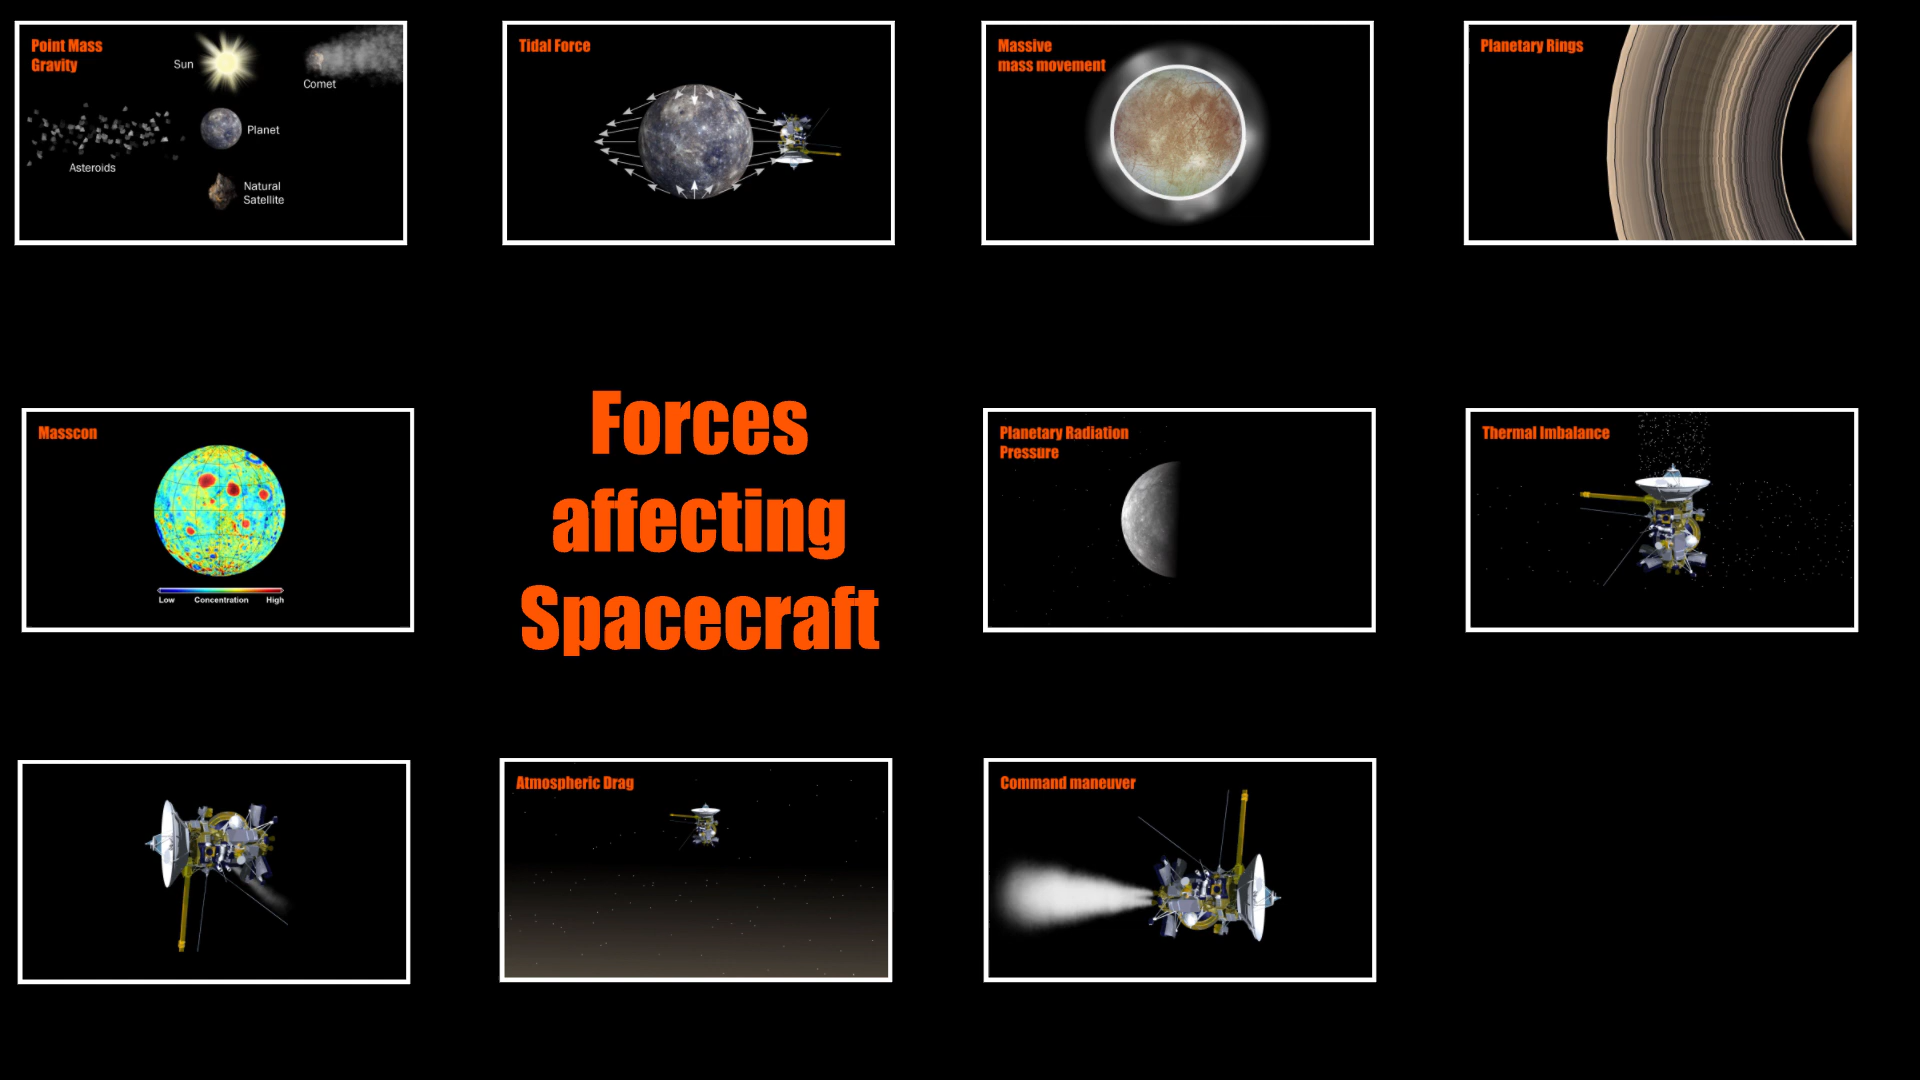 Point Mass
Gravity
Sun
Comet
Planet
Asteroids
Natural
Satellite
Tidal Force
Massive
mass movement
Planetary Rings
Masscon
Low Concentration High
Forces
affecting
Spacecraft
Planetary Radiation
Pressure
Thermal Imbalance
Atmospheric Drag
Command maneuver